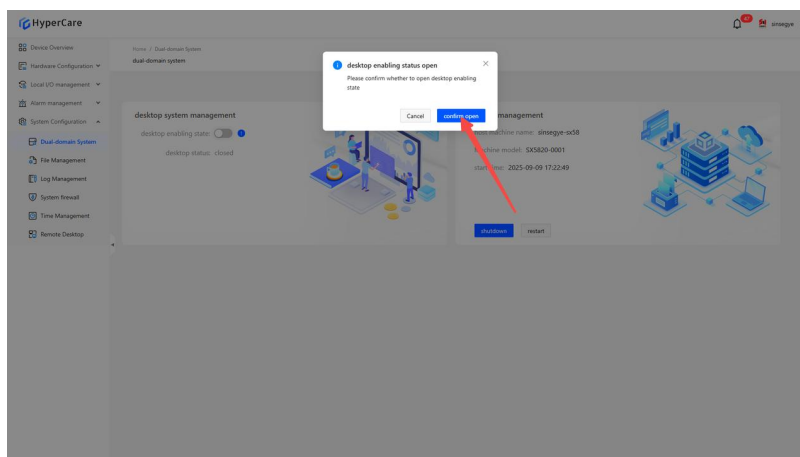 HyperCare
47
sinsegye
Device Overview
Hardware Configuration
Local I/O management
Alarm management
System Configuration
Dual-domain System
File Management
Log Management
System firewall
Time Management
Remote Desktop
Home / Dual-domain System
dual-domain system
desktop enabling status open
Please confirm whether to open desktop enabling
state
Cancel
confirm open
desktop system management
desktop enabling state:
desktop status: closed
management
host machine name: sinsegye-sx58
machine model: SX5820-0001
start time: 2025-09-09 17:22:49
shutdown
restart